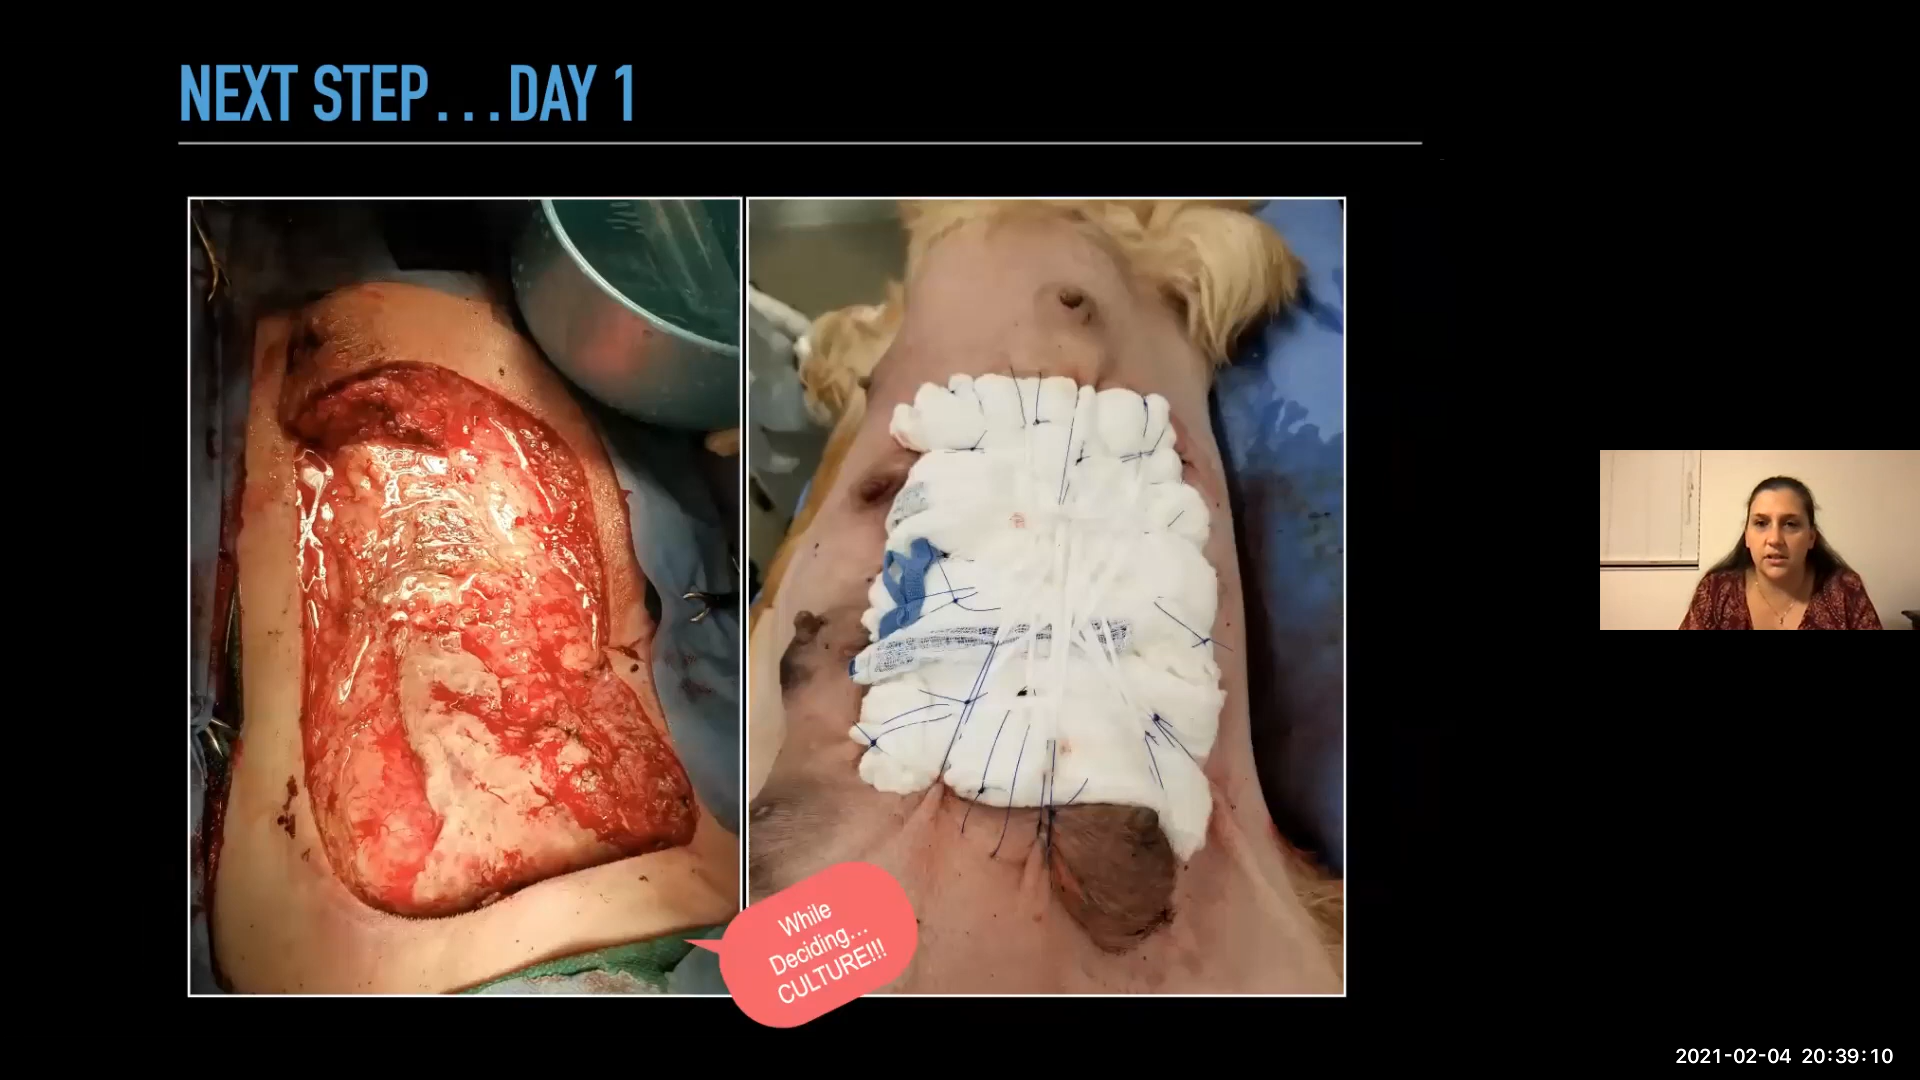 NEXT STEP...DAY 1
While
Deciding...
CULTURE!!!
2021-02-04 20:39:10